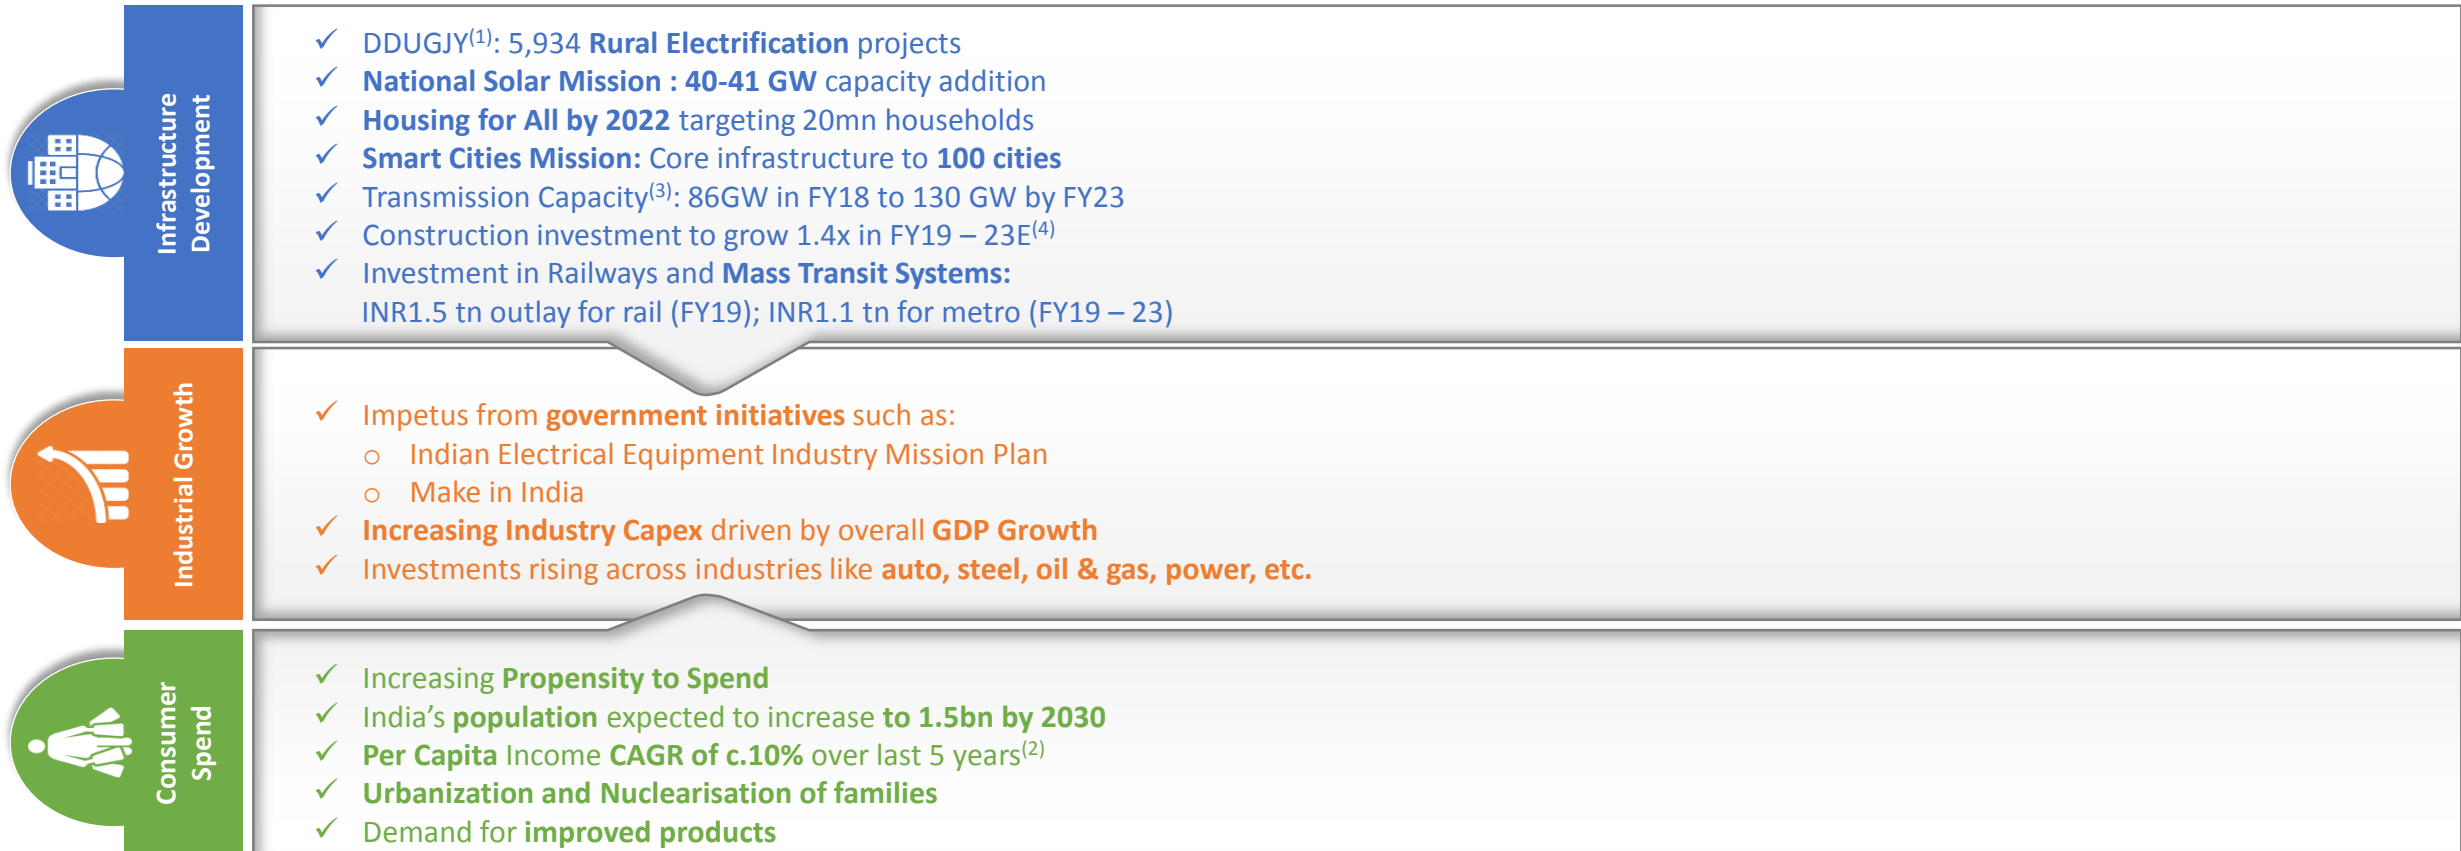 Infrastructure
Development
✓ DDUGJY(1): 5,934 Rural Electrification projects
✓ National Solar Mission : 40-41 GW capacity addition
✓ Housing for All by 2022 targeting 20mn households
✓ Smart Cities Mission: Core infrastructure to 100 cities
✓ Transmission Capacity(3): 86GW in FY18 to 130 GW by FY23
✓ Construction investment to grow 1.4x in FY19 – 23E(4)
✓ Investment in Railways and Mass Transit Systems:
INR1.5 tn outlay for rail (FY19); INR1.1 tn for metro (FY19 – 23)
Industrial Growth
✓ Impetus from government initiatives such as:
o Indian Electrical Equipment Industry Mission Plan
o Make in India
✓ Increasing Industry Capex driven by overall GDP Growth
✓ Investments rising across industries like auto, steel, oil & gas, power, etc.
Consumer
Spend
✓ Increasing Propensity to Spend
✓ India’s population expected to increase to 1.5bn by 2030
✓ Per Capita Income CAGR of c.10% over last 5 years(2)
✓ Urbanization and Nuclearisation of families
✓ Demand for improved products